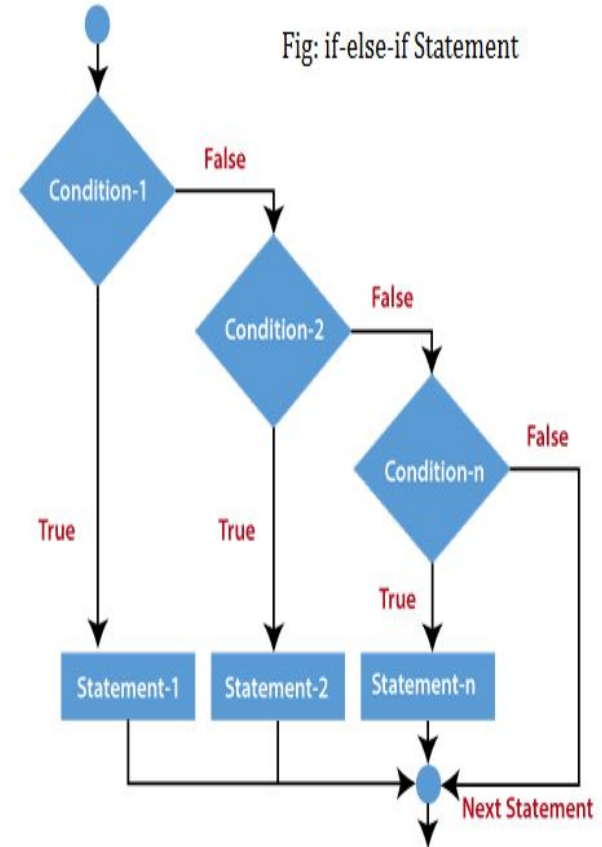 Fig: if-else-if Statement
False
Condition-1
False
Condition-2
False
Condition-n
True
True
True
Statement-1
Statement-2
Statement-n
Next Statement